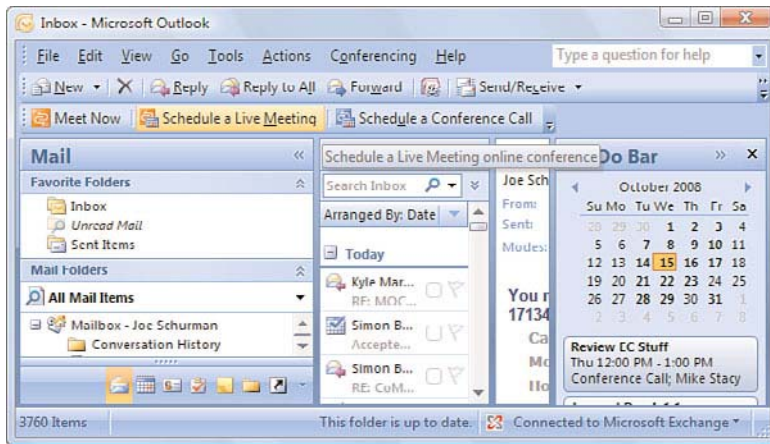 Inbox - Microsoft Outlook
File Edit View Go Tools Actions Conferencing Help
Type a question for help
New Reply Reply to All Forward Send/Receive
Meet Now Schedule a Live Meeting Schedule a Conference Call
Mail
Schedule a Live Meeting online conference
Do Bar
Favorite Folders
Inbox
Unread Mail
Sent Items
Mail Folders
All Mail Items
Mailbox - Joe Schurman
Conversation History
Search Inbox
Arranged By: Date
Today
Kyle Mar...
RE: MOC...
Simon B...
Accepte...
Simon B...
RE: CuM...
Joe Sch
From:
Sent:
Modes:
You r
17134
Ca
October 2008
Su Mo Tu We Th Fr Sa
28 29 30 1 2 3 4
5 6 7 8 9 10 11
12 13 14 15 16 17 18
19 20 21 22 23 24 25
26 27 28 29 30 31 1
2 3 4 5 6 7 8
Review EC Stuff
Thu 12:00 PM - 1:00 PM
Conference Call; Mike Stacy
3760 Items
This folder is up to date.
Connected to Microsoft Exchange